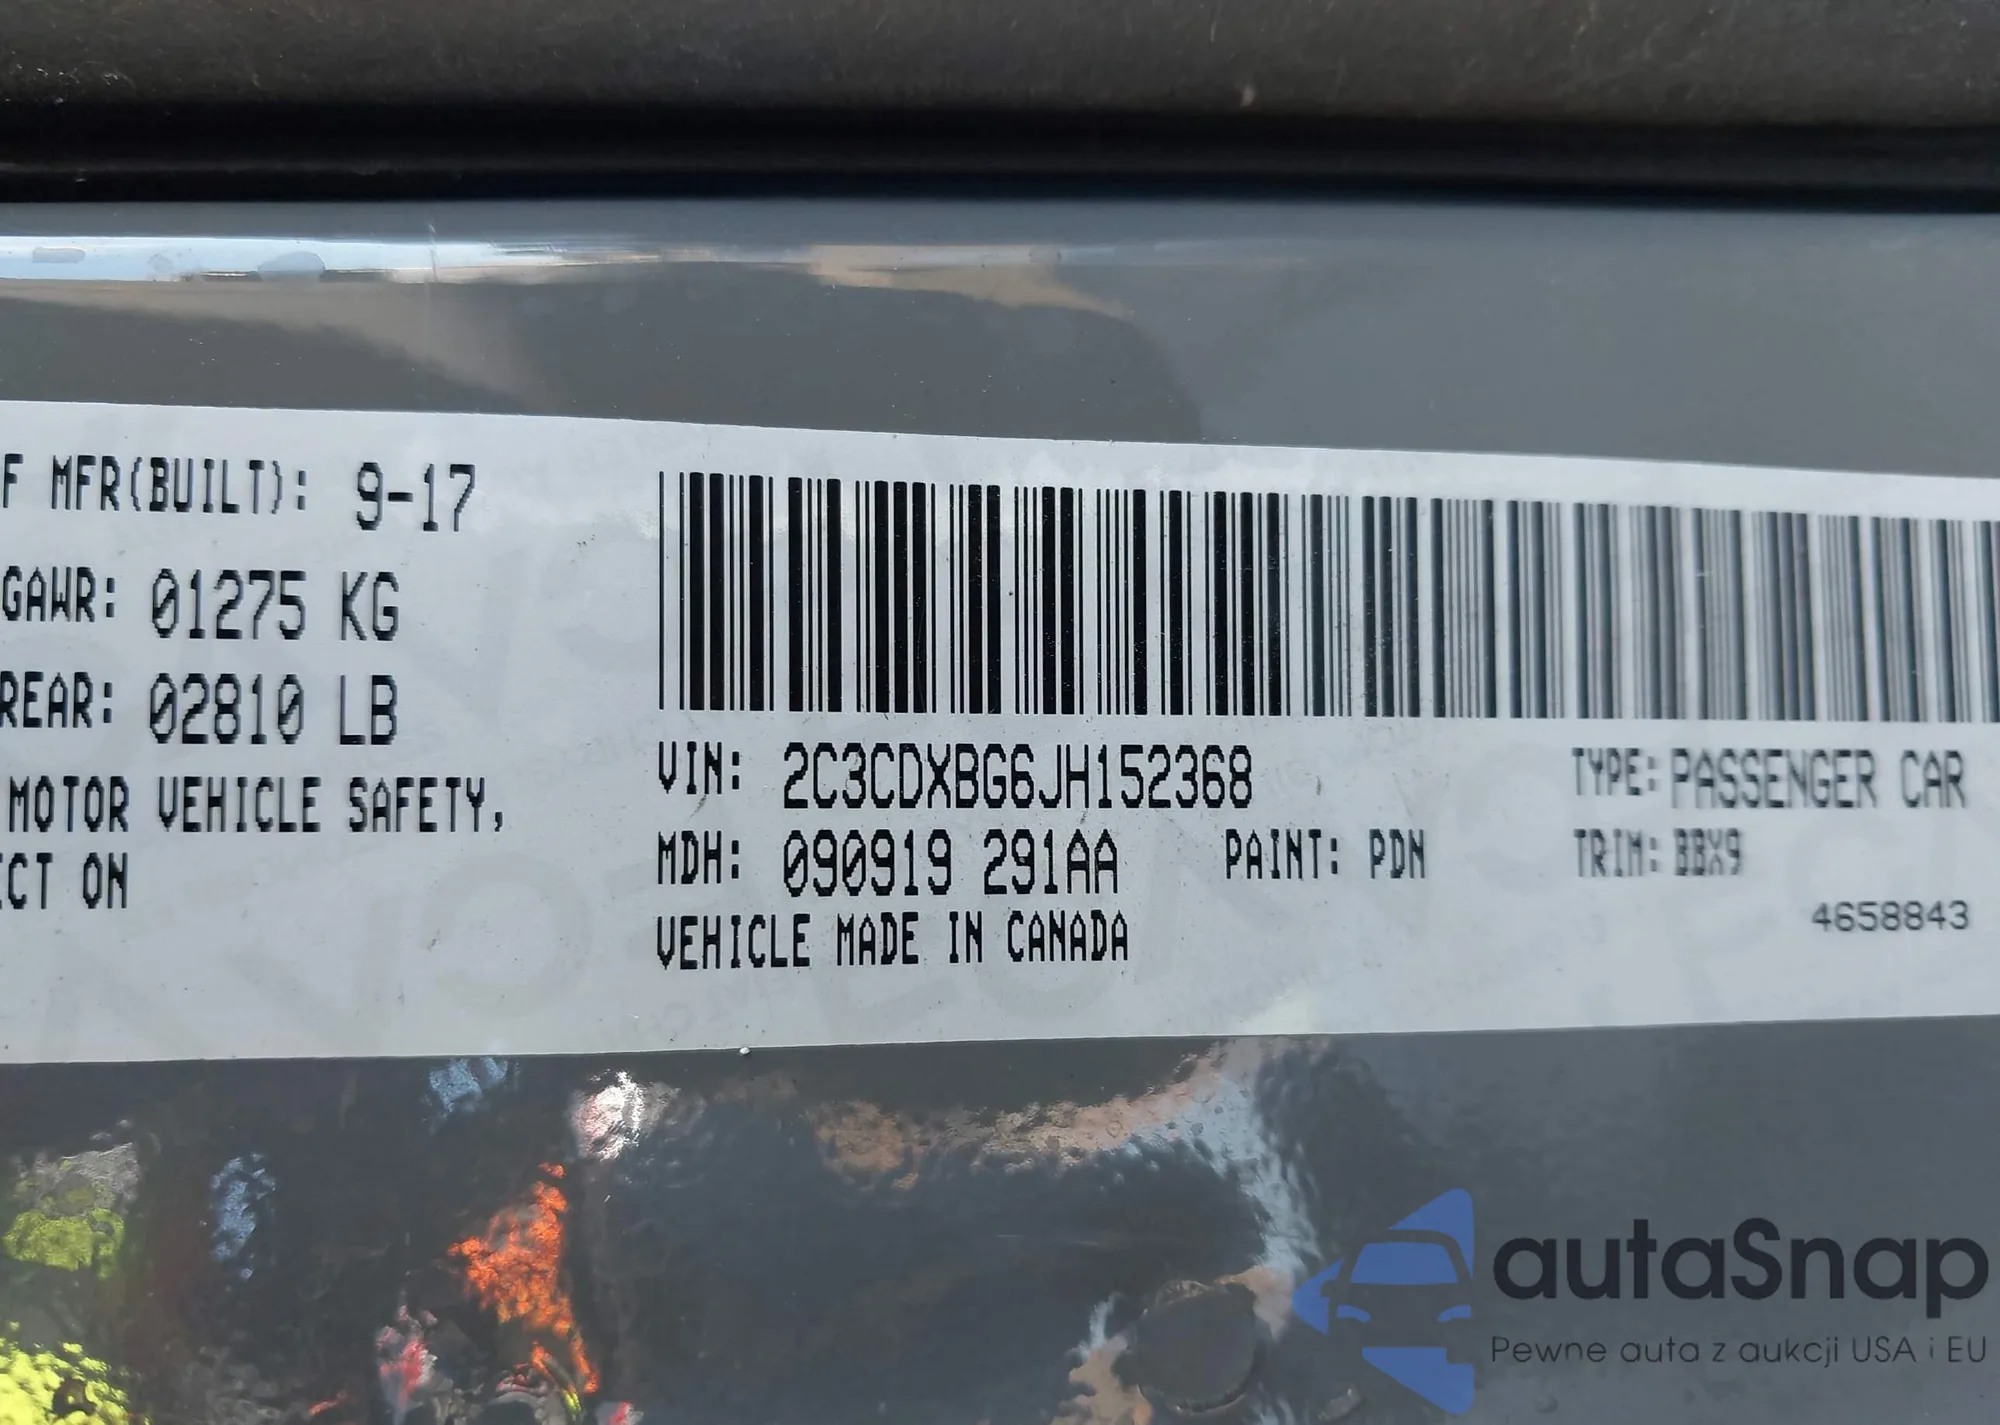 F MFR(BUILT): 9-17
GAWR: 01275 KG
REAR: 02810 LB
MOTOR VEHICLE SAFETY,
ECT ON
VIN: 2C3CDXBG6JH152368
TYPE: PASSENGER CAR
MDH: 090919 291AA
PAINT: PDN
TRIM: BBX9
VEHICLE MADE IN CANADA
4658843
autaSnap
Pewne auta z aukcji USA i EU